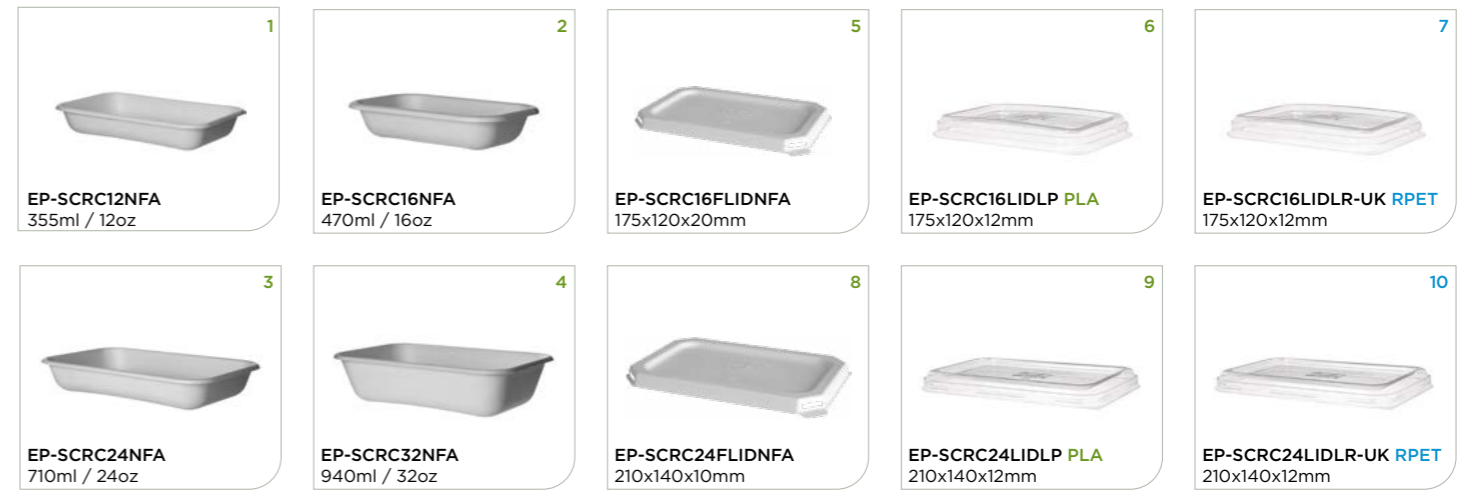 1
EP-SCRC12NFA
355ml / 12oz
2
EP-SCRC16NFA
470ml / 16oz
5
EP-SCRC16FLIDNFA
175x120x20mm
6
EP-SCRC16LIDLP PLA
175x120x12mm
7
EP-SCRC16LIDLR-UK RPET
175x120x12mm
3
EP-SCRC24NFA
710ml / 24oz
4
EP-SCRC32NFA
940ml / 32oz
8
EP-SCRC24FLIDNFA
210x140x10mm
9
EP-SCRC24LIDLP PLA
210x140x12mm
10
EP-SCRC24LIDLR-UK RPET
210x140x12mm